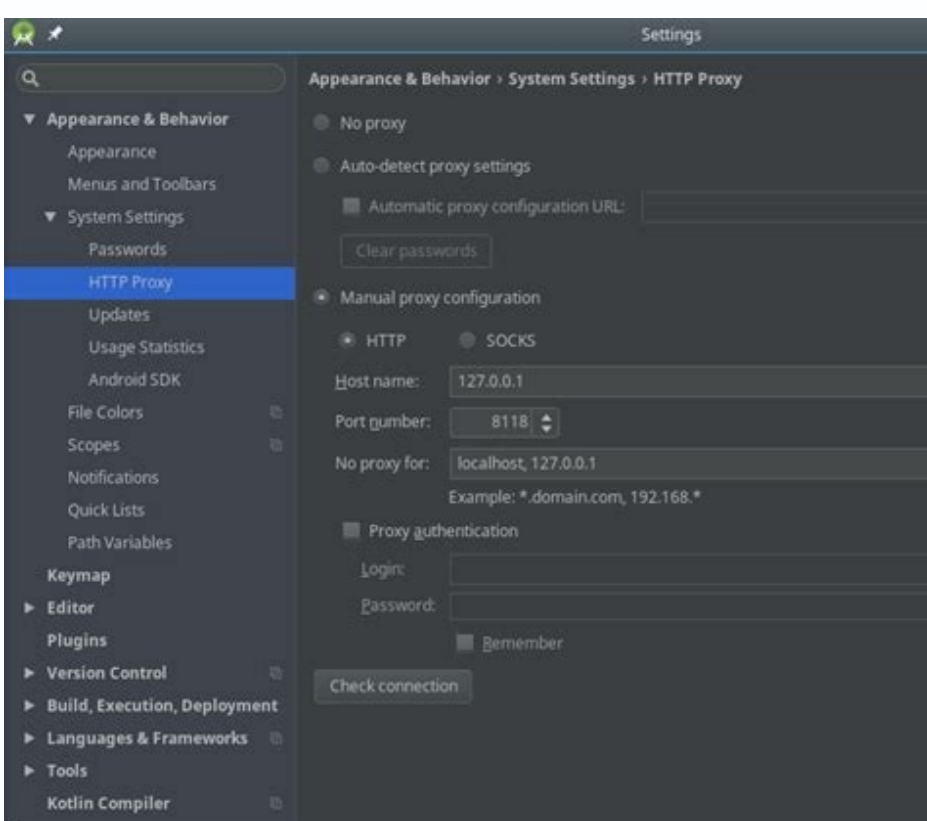 Settings
Appearance & Behavior
Appearance
Menus and Toolbars
System Settings
Passwords
HTTP Proxy
Updates
Usage Statistics
Android SDK
File Colors
Scopes
Notifications
Quick Lists
Path Variables
Keymap
Editor
Plugins
Version Control
Build, Execution, Deployment
Languages & Frameworks
Tools
Kotlin Compiler
Appearance & Behavior › System Settings › HTTP Proxy
No proxy
Auto-detect proxy settings
Automatic proxy configuration URL:
Clear passwords
Manual proxy configuration
HTTP SOCKS
Host name: 127.0.0.1
Port number: 8118
No proxy for: localhost, 127.0.0.1
Example: *.domain.com, 192.168.*
Proxy authentication
Login:
Password:
Remember
Check connection